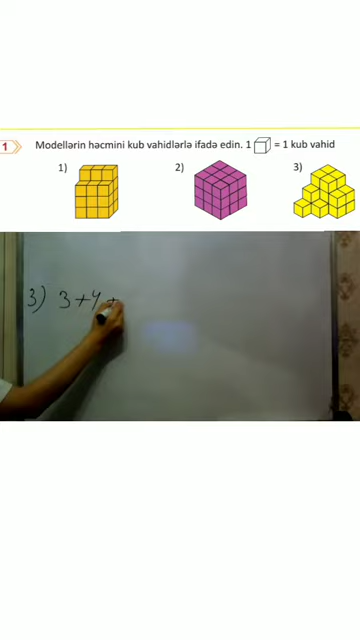 1 Modellərin həcmini kub vahidlərlə ifadə edin. 1 = 1 kub vahid
1) 2) 3)
3) 3+4+